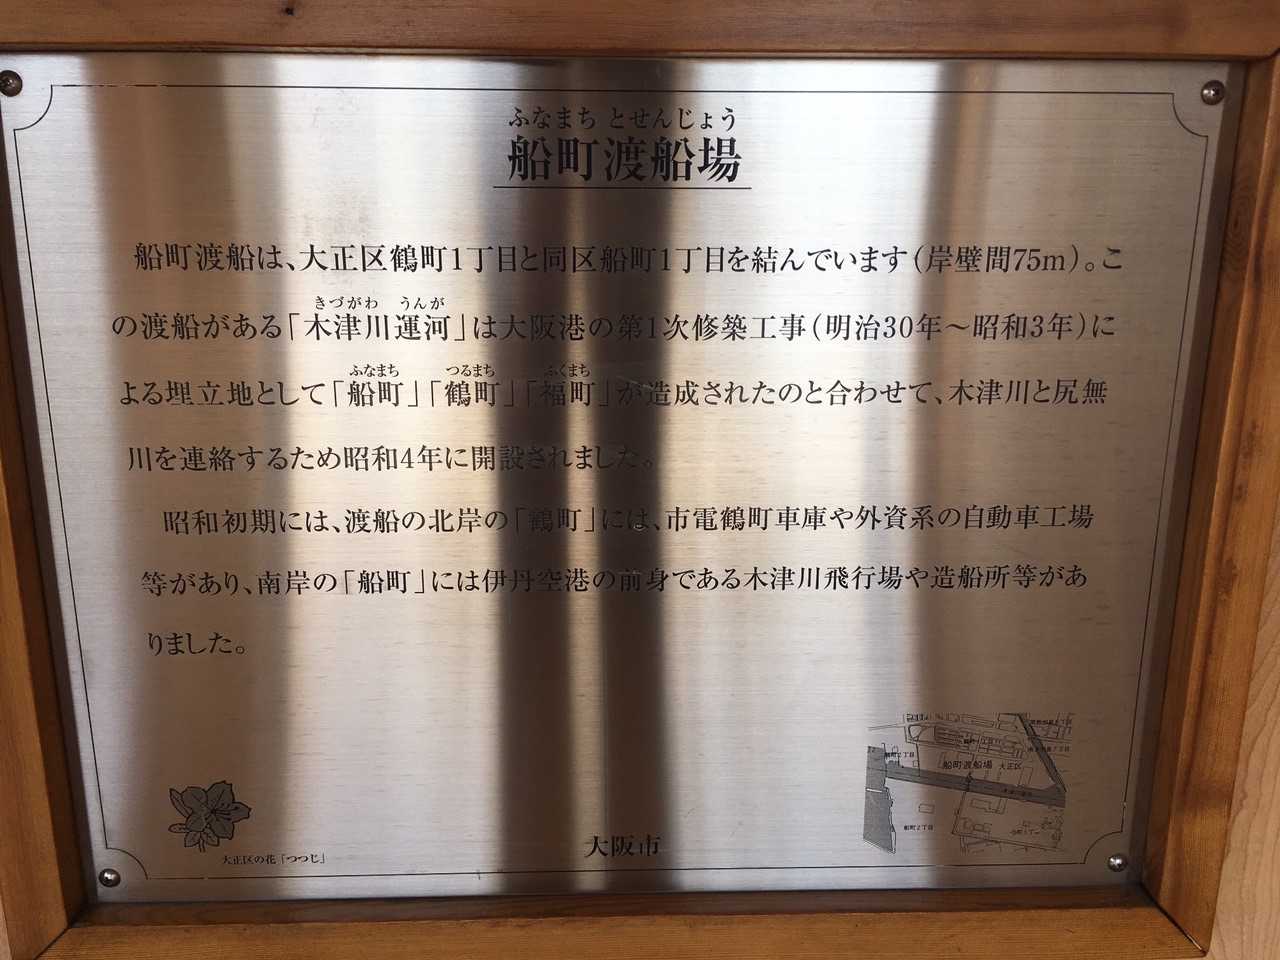 ふなまち とせんじょう
船町渡船場
船町渡船は、大正区鶴町1丁目と同区船町1丁目を結んでいます(岸壁間75m)。こ
きづがわ うんが
の渡船がある「木津川運河」は大阪港の第1次修築工事(明治30年〜昭和3年)に
ふなまち つるまち ふくまち
よる埋立地として「船町」「鶴町」「福町」が造成されたのと合わせて、木津川と尻無
川を連絡するため昭和4年に開設されました。
昭和初期には、渡船の北岸の「鶴町」には、市電鶴町車庫や外資系の自動車工場
等があり、南岸の「船町」には伊丹空港の前身である木津川飛行場や造船所等があ
りました。
船町渡船場 大正区
船町2丁目
大正区の花「つつじ」
大阪市